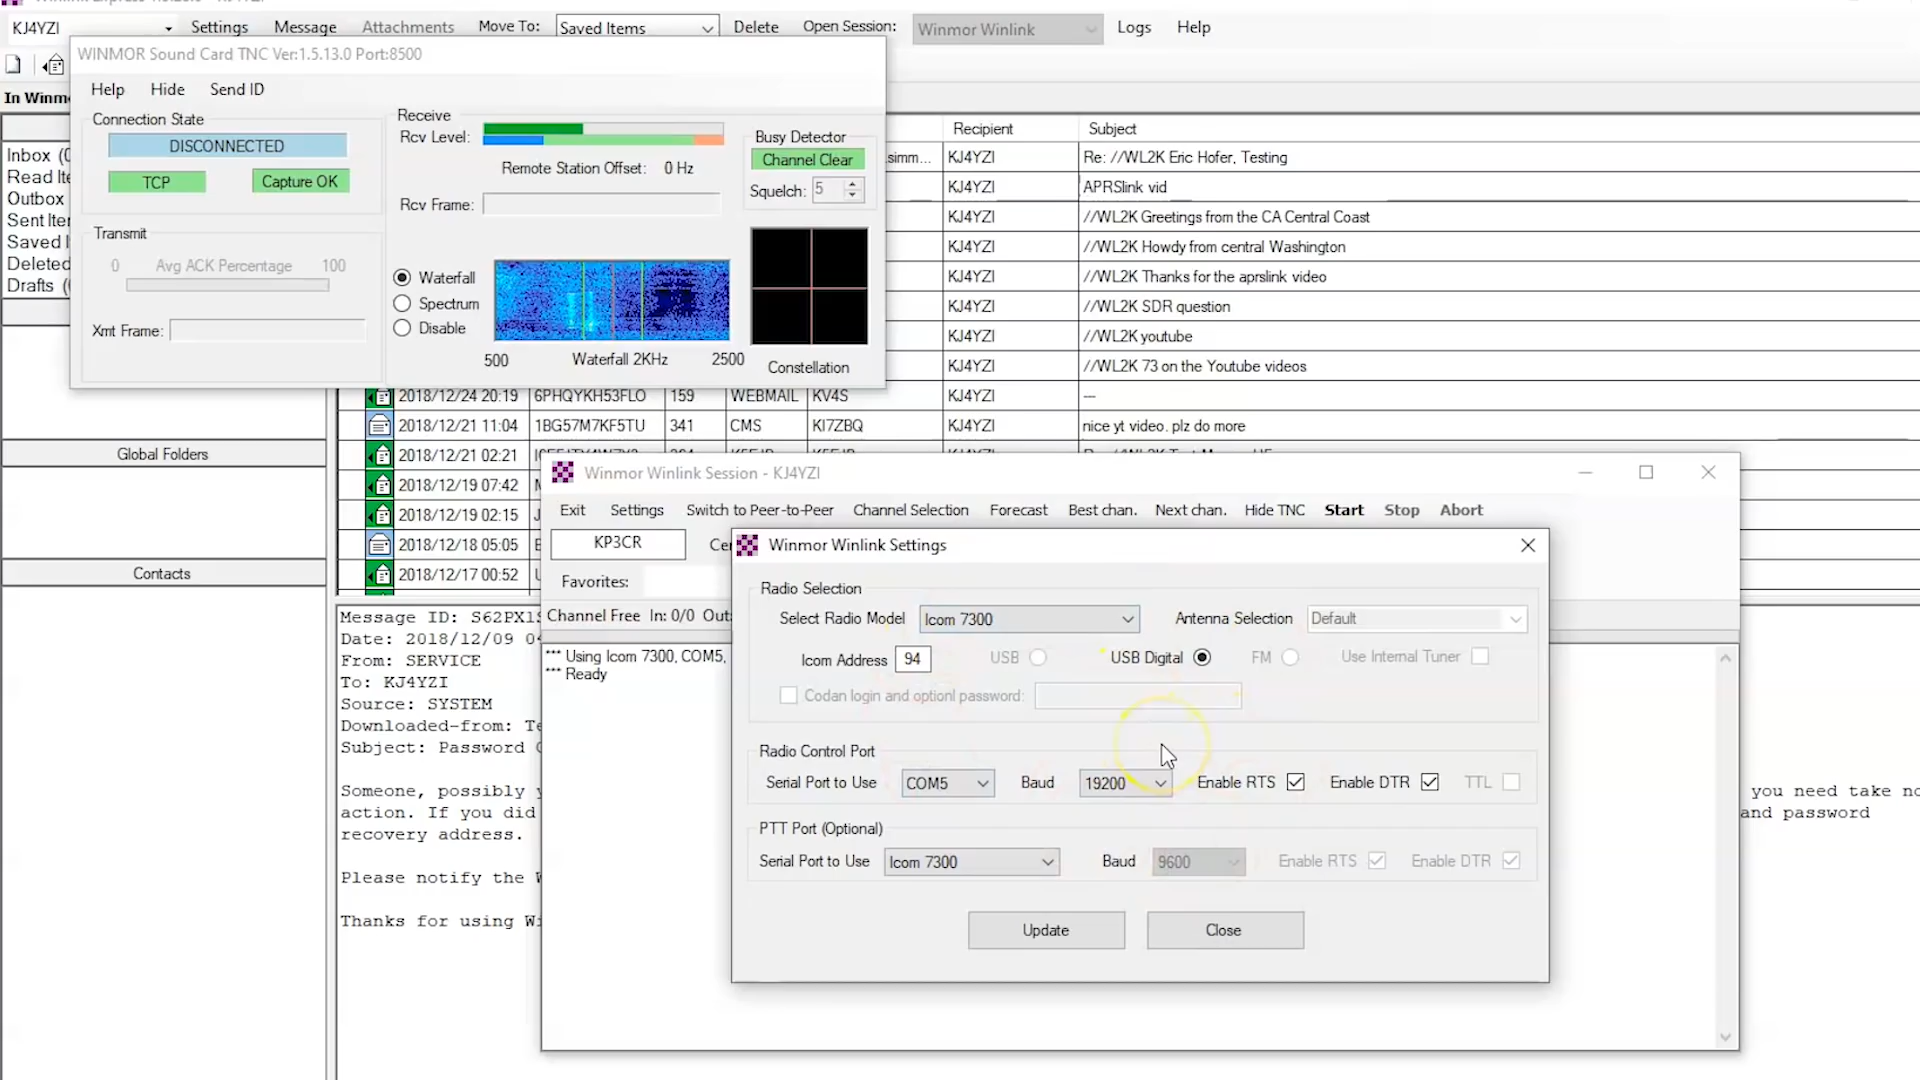 KJ4YZI Settings Message Attachments Move To: Saved Items Delete Open Session: Winmor Winlink Logs Help
WINMOR Sound Card TNC Ver:1.5.13.0 Port:8500
Help Hide Send ID
Connection State
DISCONNECTED
TCP Capture OK
Transmit
0 Avg ACK Percentage 100
Xmt Frame:
Receive
Rcv Level:
Remote Station Offset: 0 Hz
Rcv Frame:
Waterfall
Spectrum
Disable
500 Waterfall 2KHz 2500
Busy Detector
Channel Clear
Squelch: 5
Constellation
Inbox
Outbox
Drafts
Global Folders
Contacts
Recipient Subject
KJ4YZI Re: //WL2K Eric Hofer, Testing
KJ4YZI APRSlink vid
KJ4YZI //WL2K Greetings from the CA Central Coast
KJ4YZI //WL2K Howdy from central Washington
KJ4YZI //WL2K Thanks for the aprslink video
KJ4YZI //WL2K SDR question
KJ4YZI //WL2K youtube
KJ4YZI //WL2K 73 on the Youtube videos
2018/12/24 20:19 6PHQYKH53FLO 159 WEBMAIL KV4S KJ4YZI ---
2018/12/21 11:04 1BG57M7KF5TU 341 CMS KI7ZBQ KJ4YZI nice yt video. plz do more
2018/12/21 02:21
2018/12/19 07:42
2018/12/19 02:15
2018/12/18 05:05
2018/12/17 00:52
Message ID:
Date: 2018/12/09
From: SERVICE
To: KJ4YZI
Source: SYSTEM
Downloaded-from:
Subject: Password
Someone, possibly
you need take
action. If you did
and password
recovery address.
Please notify the
Thanks for using
Winmor Winlink Session - KJ4YZI
Exit Settings Switch to Peer-to-Peer Channel Selection Forecast Best chan. Next chan. Hide TNC Start Stop Abort
KP3CR
Favorites:
Channel Free In: 0/0
*** Using Icom 7300, COM5,
*** Ready
Winmor Winlink Settings
Radio Selection
Select Radio Model Icom 7300 Antenna Selection Default
Icom Address 94 USB USB Digital FM Use Internal Tuner
Codan login and optionl password:
Radio Control Port
Serial Port to Use COM5 Baud 19200 Enable RTS Enable DTR TTL
PTT Port (Optional)
Serial Port to Use Icom 7300 Baud 9600 Enable RTS Enable DTR
Update Close